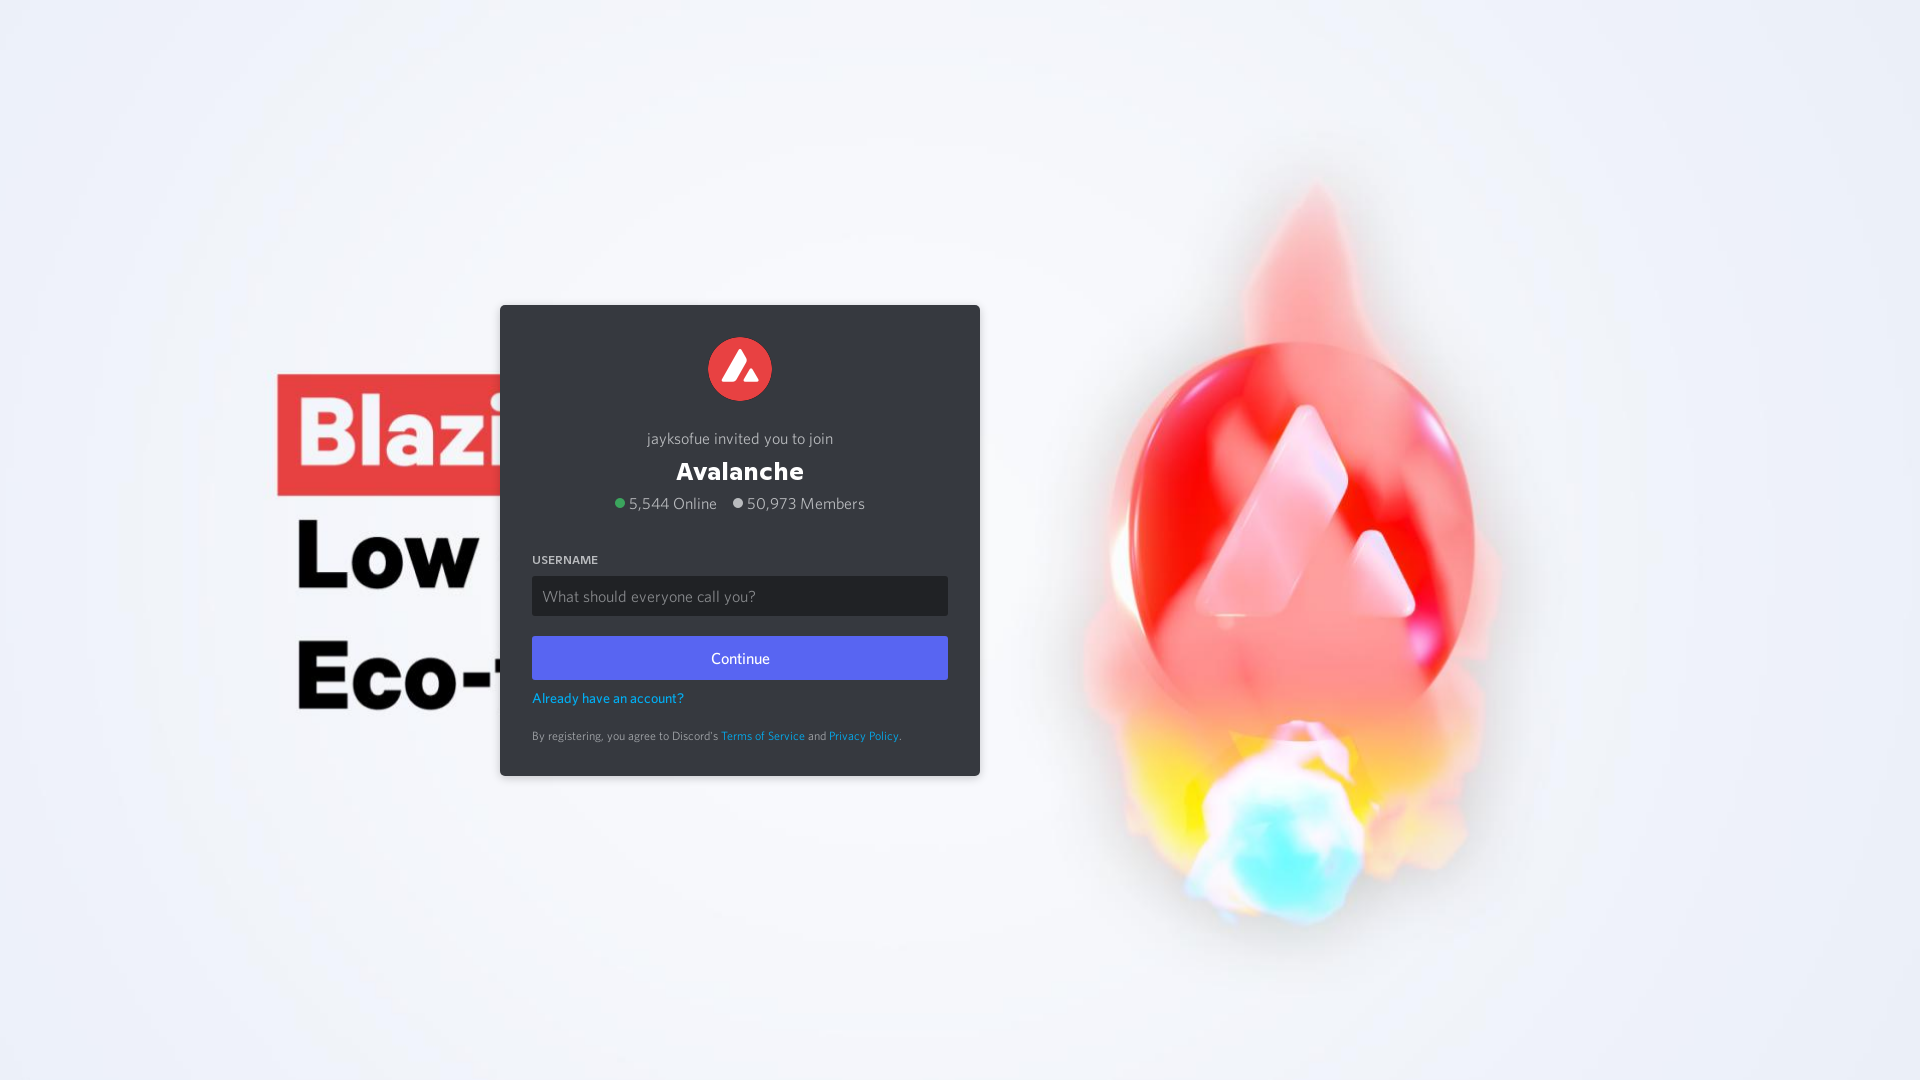 Blazi
Low
Eco-
jayksofue invited you to join
Avalanche
5,544 Online 50,973 Members
USERNAME
What should everyone call you?
Continue
Already have an account?
By registering, you agree to Discord's Terms of Service and Privacy Policy.